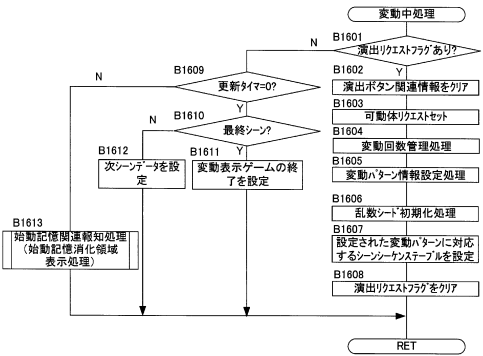 変動中処理
B1601
演出リクエストフラグあり?
N
Y
B1602
演出ボタン関連情報をクリア
B1603
可動体リクエストセット
B1604
変動回数管理処理
B1605
変動パターン情報設定処理
B1606
乱数シード初期化処理
B1607
設定された変動パターンに対応
するシーンシーケンステーブルを設定
B1608
演出リクエストフラグをクリア
B1609
更新タイマ=0?
N
Y
B1610
最終シーン?
N
Y
B1611
変動表示ゲームの終
了を設定
B1612
次シーンデータを設
定
B1613
始動記憶関連報知処理
(始動記憶消化領域
表示処理)
RET